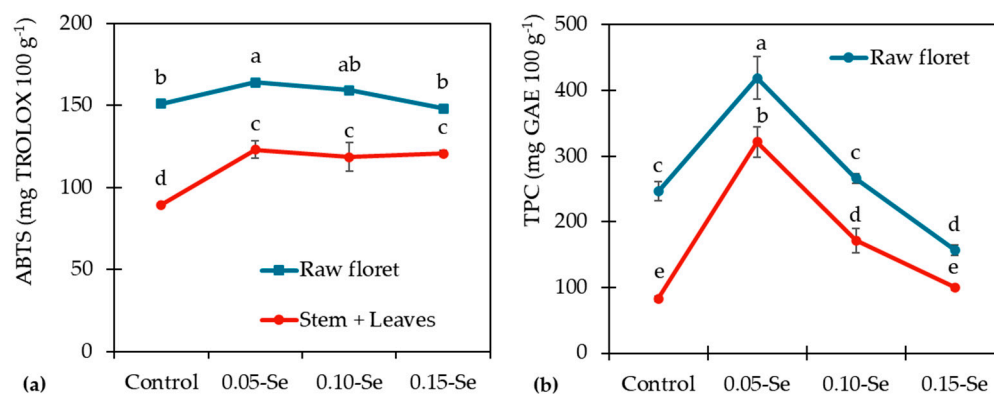 ABTS (mg TROLOX 100 g-1)
200
150
100
50
0
b
a
ab
b
d
c
c
c
Raw floret
Stem + Leaves
Control
0.05-Se
0.10-Se
0.15-Se
(a)
TPC (mg GAE 100 g-1)
500
400
300
200
100
0
Raw floret
c
a
c
d
e
b
d
e
Control
0.05-Se
0.10-Se
0.15-Se
(b)